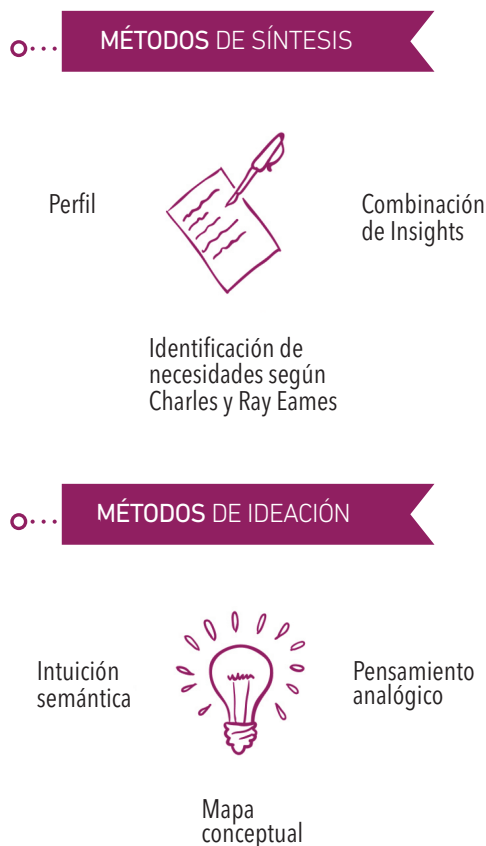 MÉTODOS DE SÍNTESIS
Perfil
Combinación
de Insights
Identificación de
necesidades según
Charles y Ray Eames
MÉTODOS DE IDEACIÓN
Intuición
semántica
Pensamiento
analógico
Mapa
conceptual